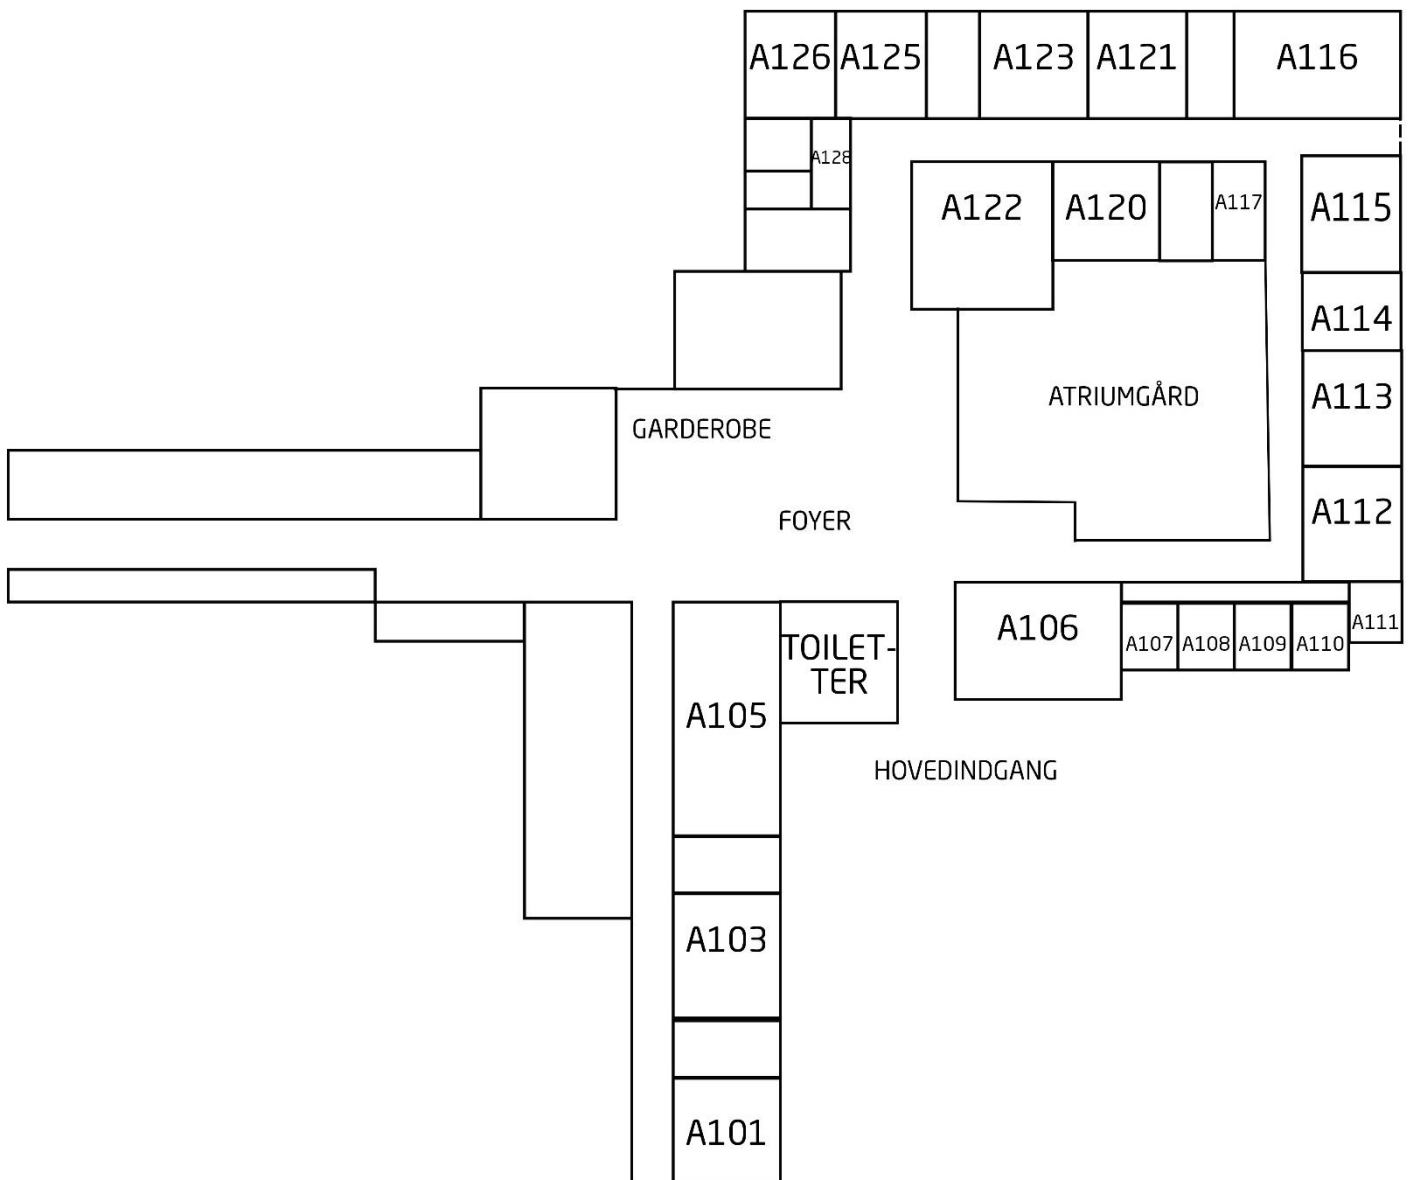 A126
A125
A123
A121
A116
A128
A122
A120
A117
A115
A114
A113
A112
ATRIUMGÅRD
GARDEROBE
FOYER
A106
A107
A108
A109
A110
A111
TOILET-
TER
A105
HOVEDINDGANG
A103
A101